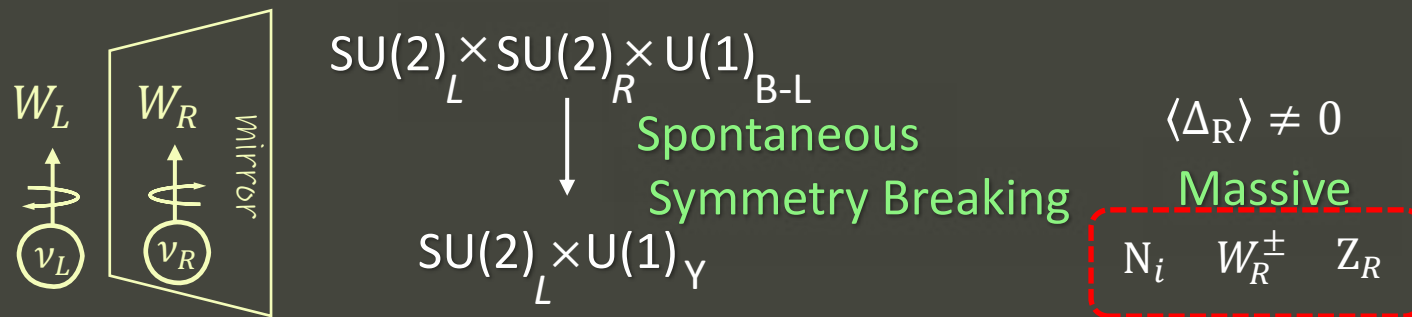 SU(2)_L × SU(2)_R × U(1)_B-L
W_L W_R mirror
Spontaneous
⟨Δ_R⟩ ≠ 0
Symmetry Breaking
Massive
ν_L ν_R
SU(2)_L × U(1)_Y
N_i W_R^± Z_R